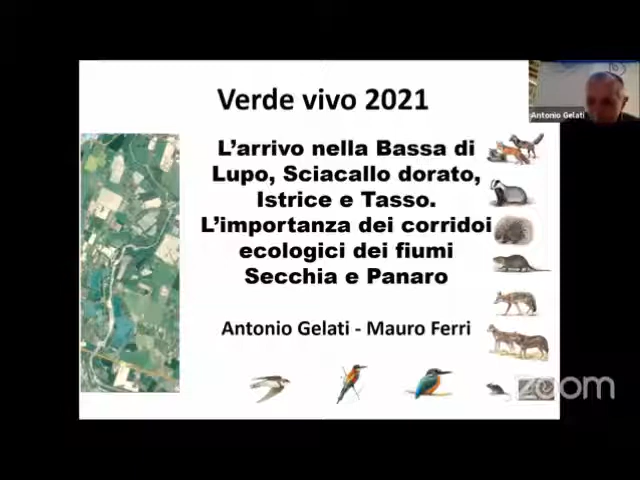 Verde vivo 2021
Antonio Gelati
L'arrivo nella Bassa di
Lupo, Sciacallo dorato,
Istrice e Tasso.
L'importanza dei corridoi
ecologici dei fiumi
Secchia e Panaro
Antonio Gelati - Mauro Ferri
zoom